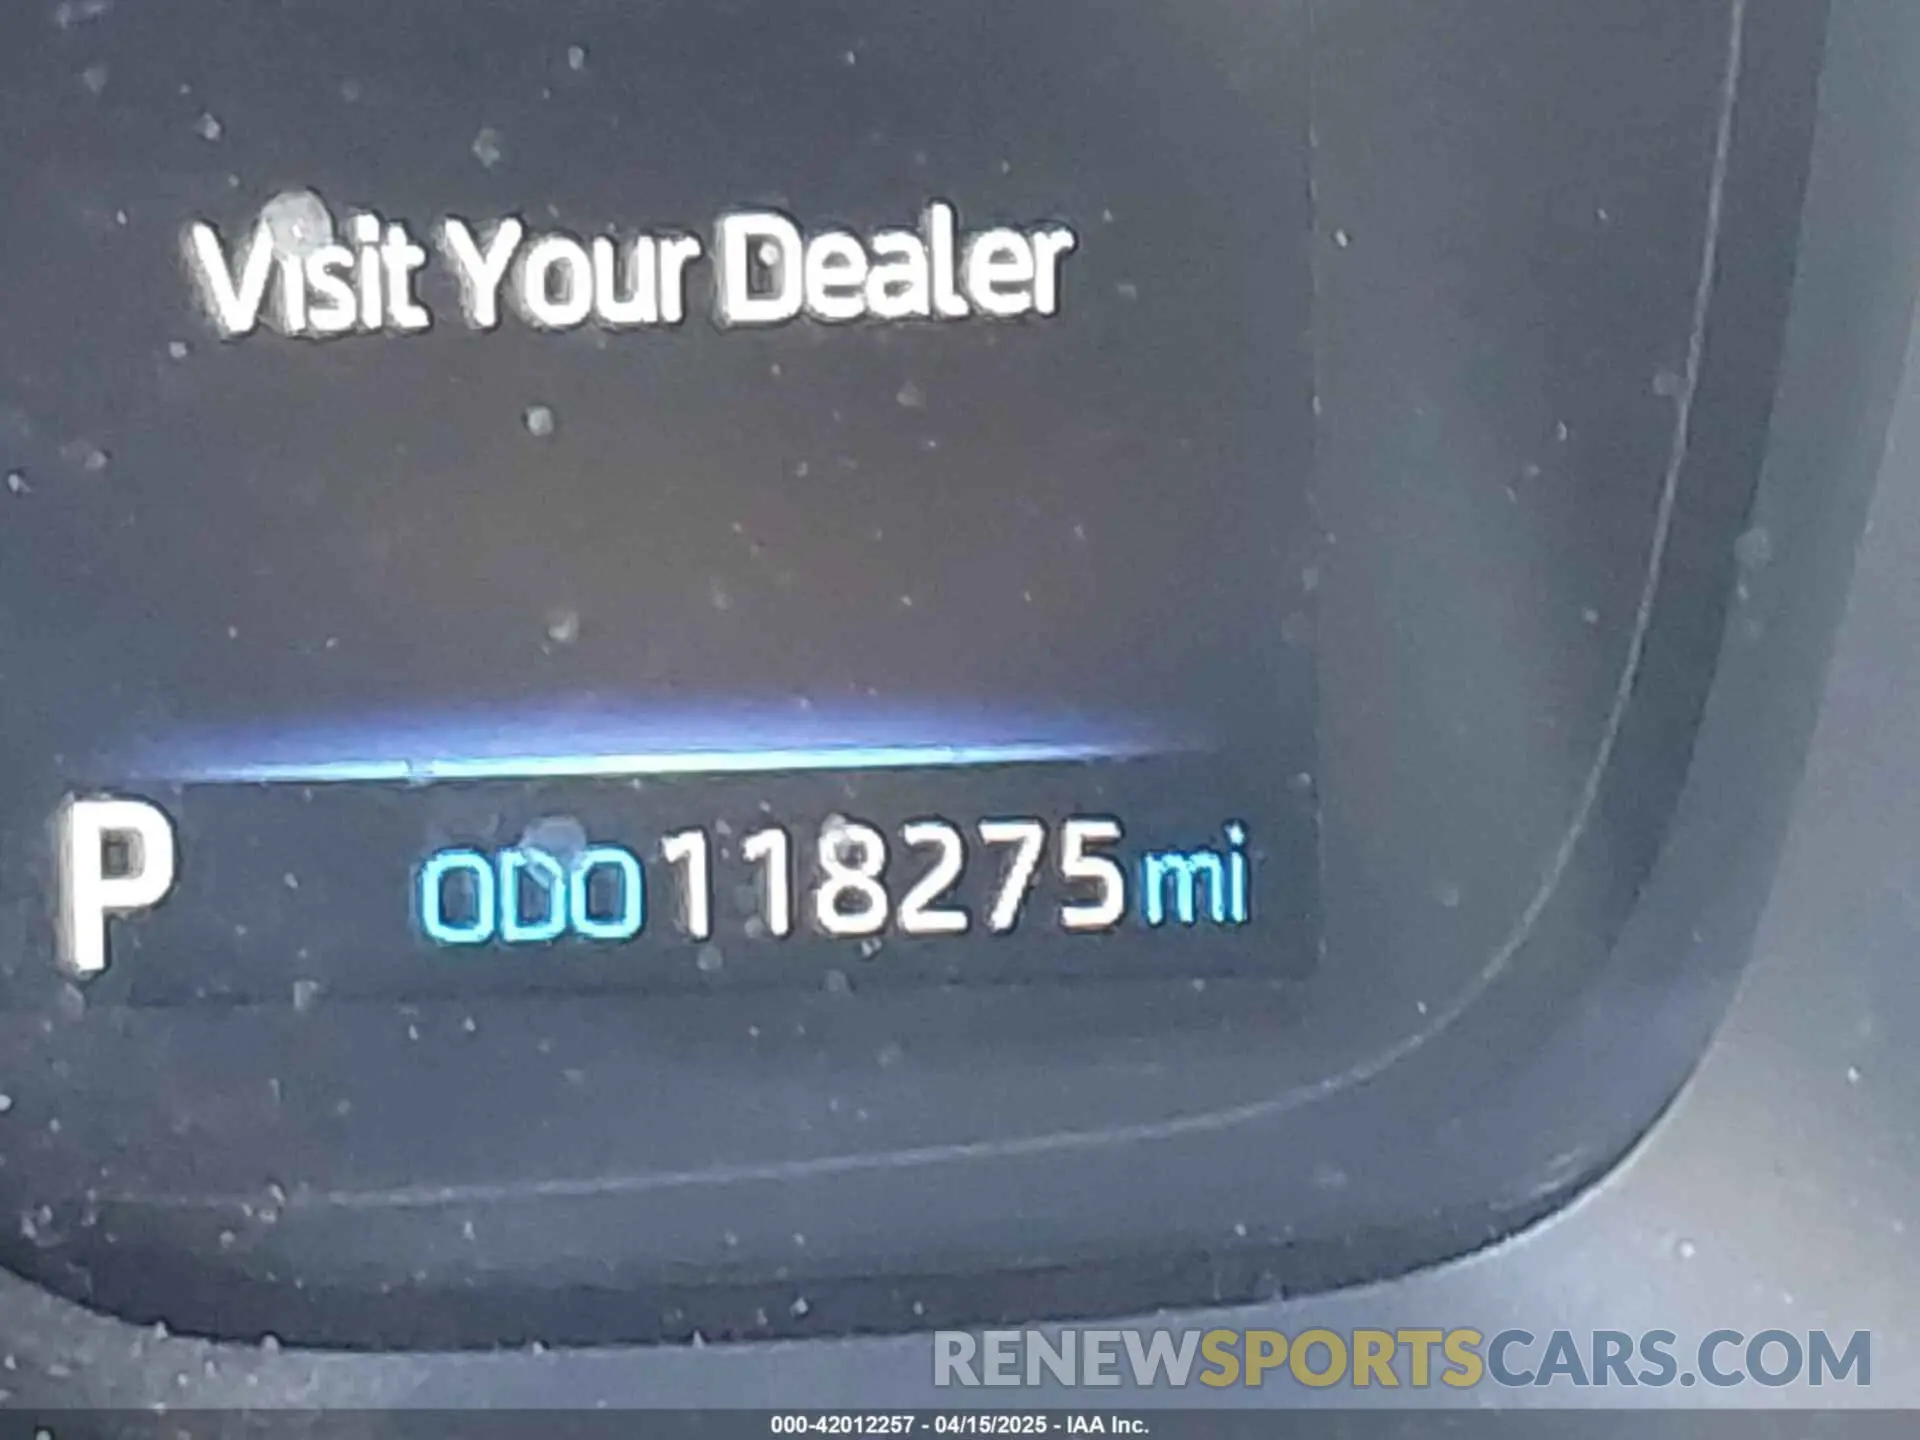 Visit Your Dealer
P ODO 118275 mi
RENEWSPORTSCARS.COM
000-42012257 - 04/15/2025 - IAA Inc.